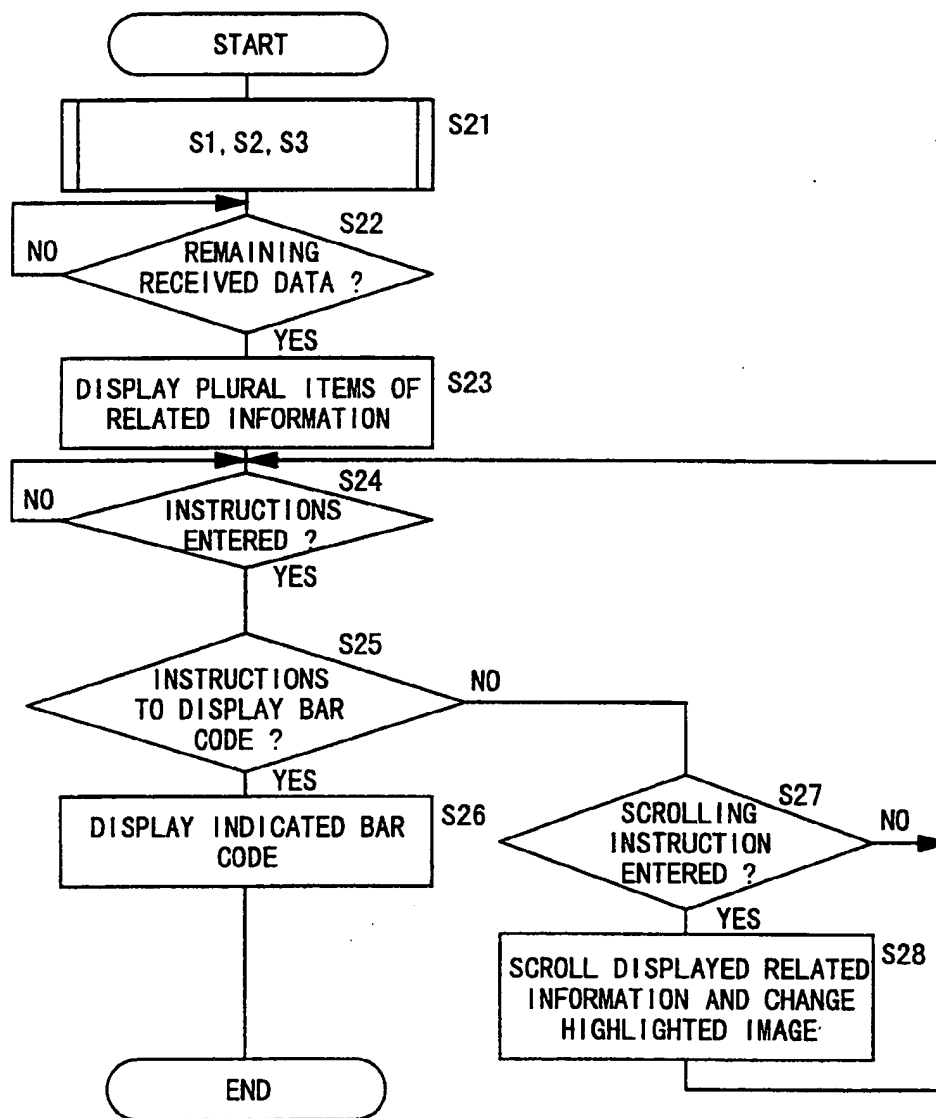 START
S1, S2, S3
S21
S22
NO
REMAINING
RECEIVED DATA ?
YES
DISPLAY PLURAL ITEMS OF
RELATED INFORMATION
S23
S24
NO
INSTRUCTIONS
ENTERED ?
YES
S25
INSTRUCTIONS
TO DISPLAY BAR
CODE ?
NO
YES
DISPLAY INDICATED BAR
CODE
S26
S27
SCROLLING
INSTRUCTION
ENTERED ?
NO
YES
SCROLL DISPLAYED RELATED
INFORMATION AND CHANGE
HIGHLIGHTED IMAGE
S28
END